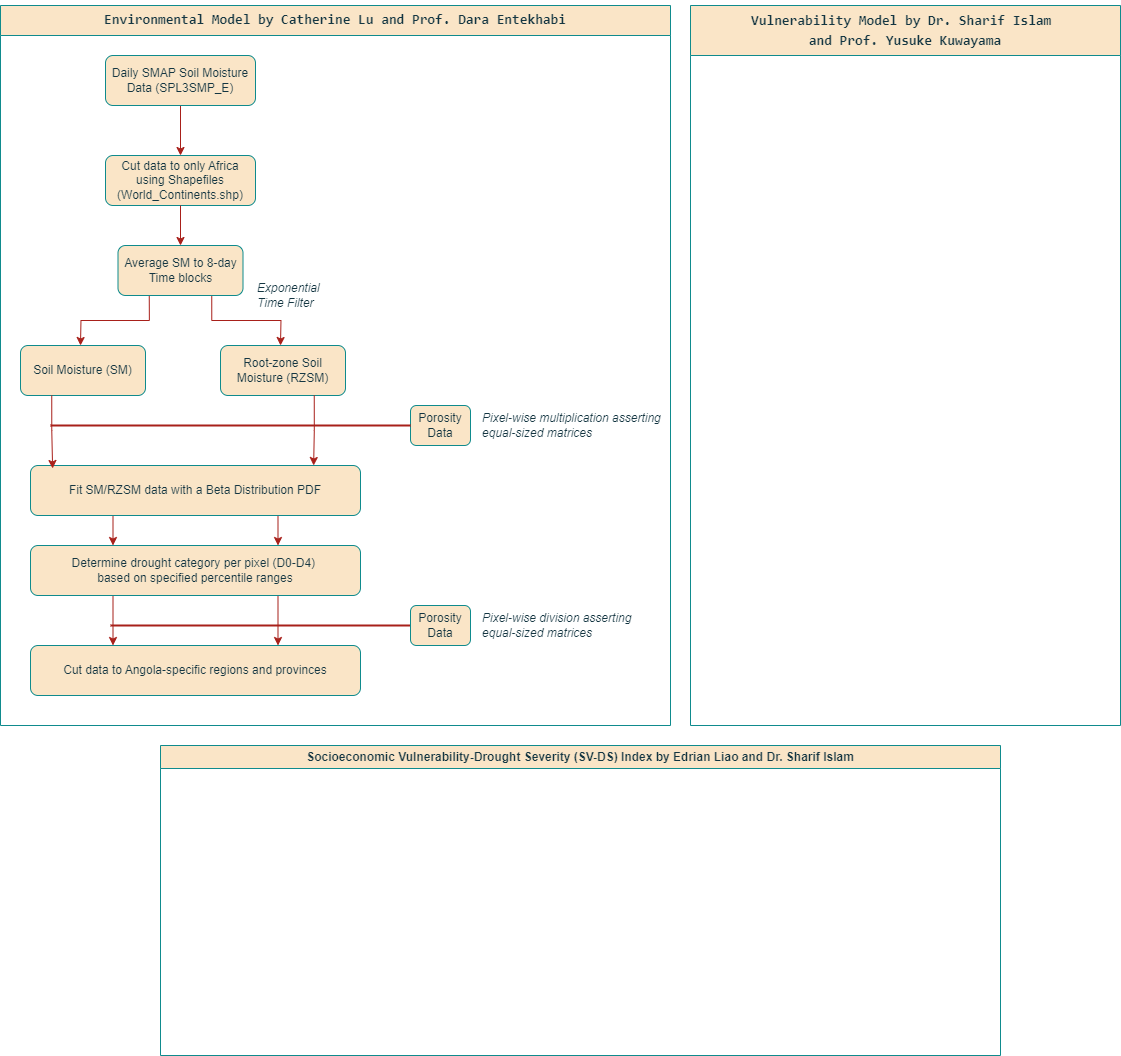 Environmental Model by Catherine Lu and Prof. Dara Entekhabi
Daily SMAP Soil Moisture
Data (SPL3SMP_E)
Cut data to only Africa
using Shapefiles
(World_Continents.shp)
Average SM to 8-day
Time blocks
Exponential
Time Filter
Soil Moisture (SM)
Root-zone Soil
Moisture (RZSM)
Porosity
Data
Pixel-wise multiplication asserting
equal-sized matrices
Fit SM/RZSM data with a Beta Distribution PDF
Determine drought category per pixel (D0-D4)
based on specified percentile ranges
Porosity
Data
Pixel-wise division asserting
equal-sized matrices
Cut data to Angola-specific regions and provinces
Vulnerability Model by Dr. Sharif Islam
and Prof. Yusuke Kuwayama
Socioeconomic Vulnerability-Drought Severity (SV-DS) Index by Edrian Liao and Dr. Sharif Islam